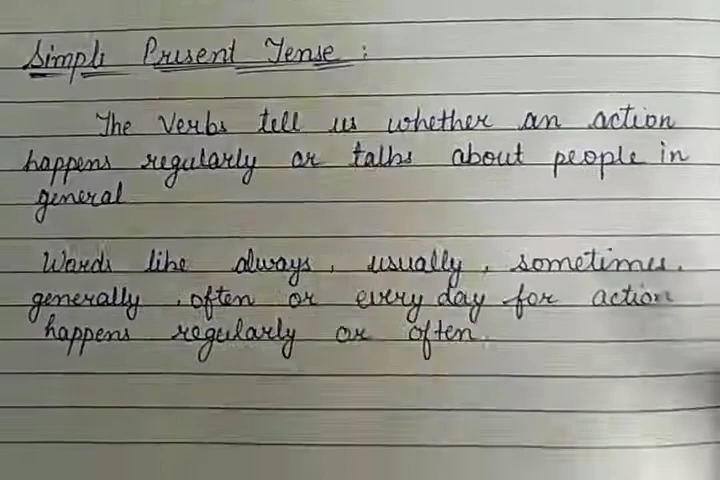 Simple Present Tense :
The Verbs tell us whether an action
happens regularly or talks about people in
general
Words like always, usually, sometimes,
generally, often or every day for action
happens regularly or often.